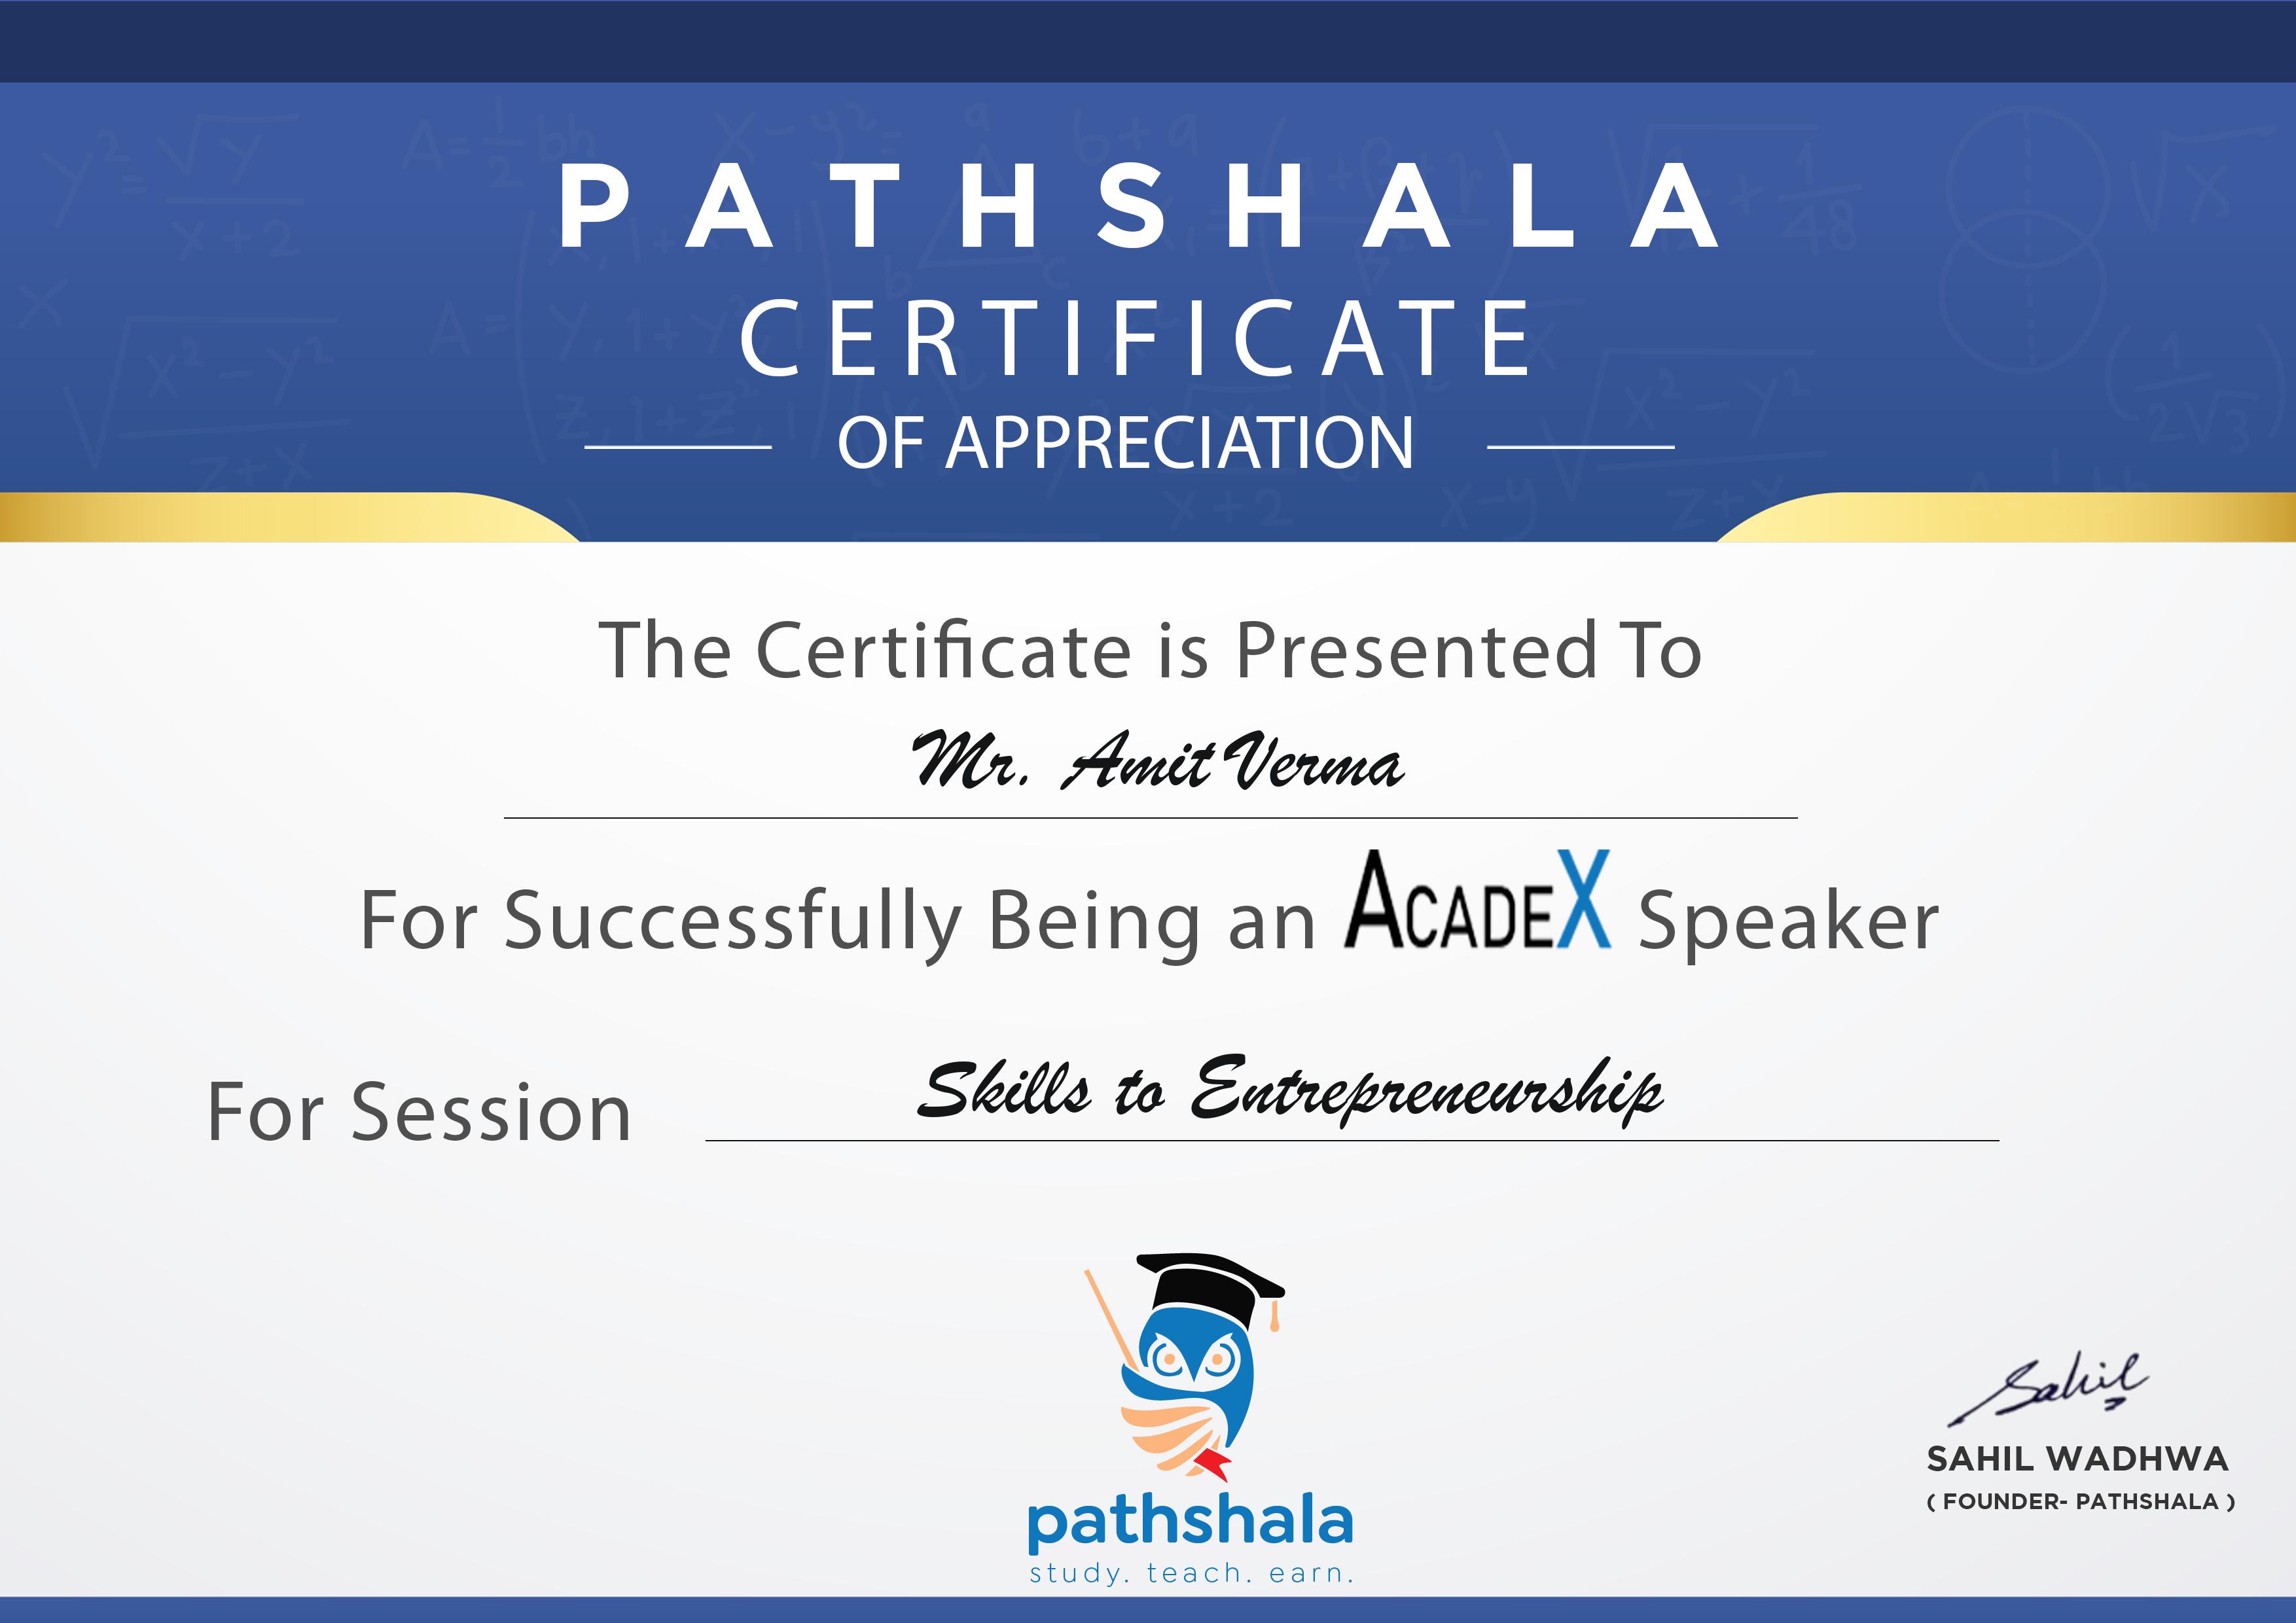 PATHSHALA
CERTIFICATE
OF APPRECIATION
The Certificate is Presented To
Mr. Amit Verma
For Successfully Being an ACADEX Speaker
For Session Skills to Entrepreneurship
Sahil
SAHIL WADHWA
( FOUNDER- PATHSHALA )
pathshala
study. teach. earn.